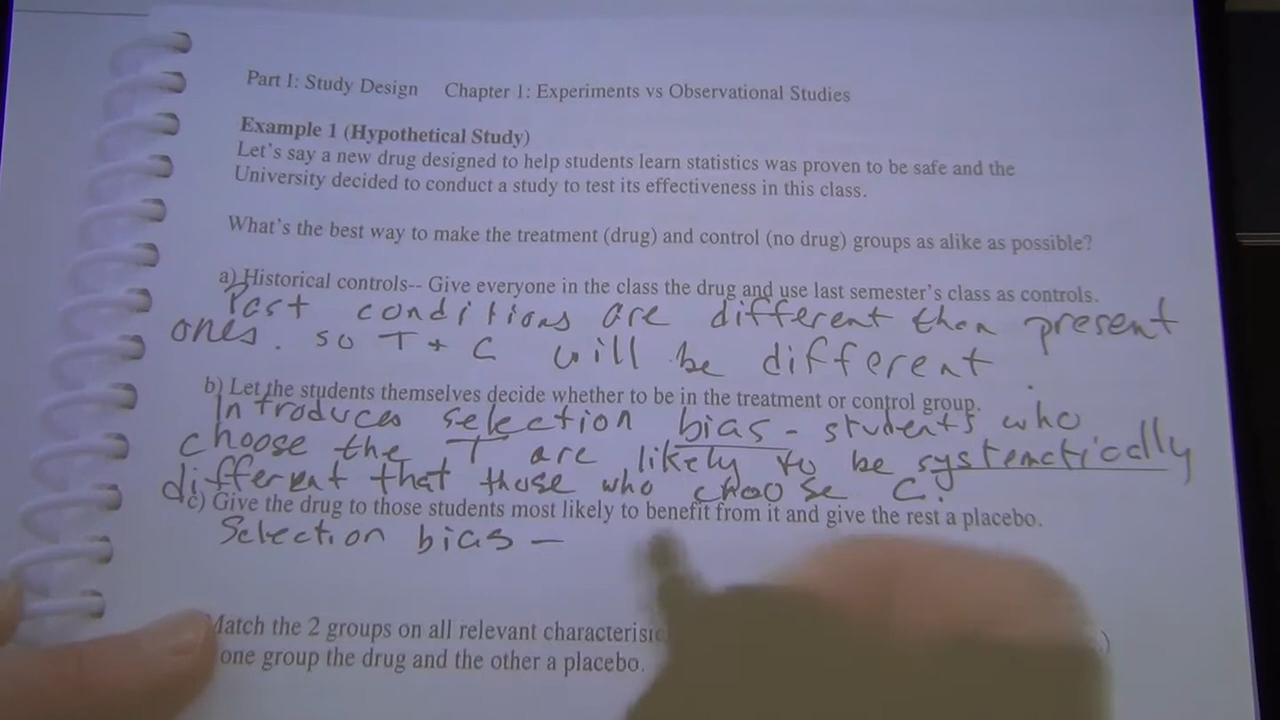 Part I: Study Design Chapter 1: Experiments vs Observational Studies
Example 1 (Hypothetical Study)
Let's say a new drug designed to help students learn statistics was proven to be safe and the
University decided to conduct a study to test its effectiveness in this class.
What's the best way to make the treatment (drug) and control (no drug) groups as alike as possible?
a) Historical controls-- Give everyone in the class the drug and use last semester's class as controls.
Past conditions are different then present
ones. so T + C will be different.
b) Let the students themselves decide whether to be in the treatment or control group.
Introduces selection bias - students who
choose the T are likely to be systematically
different that those who choose C.
c) Give the drug to those students most likely to benefit from it and give the rest a placebo.
Selection bias —
Match the 2 groups on all relevant
one group the drug and the other a placebo.